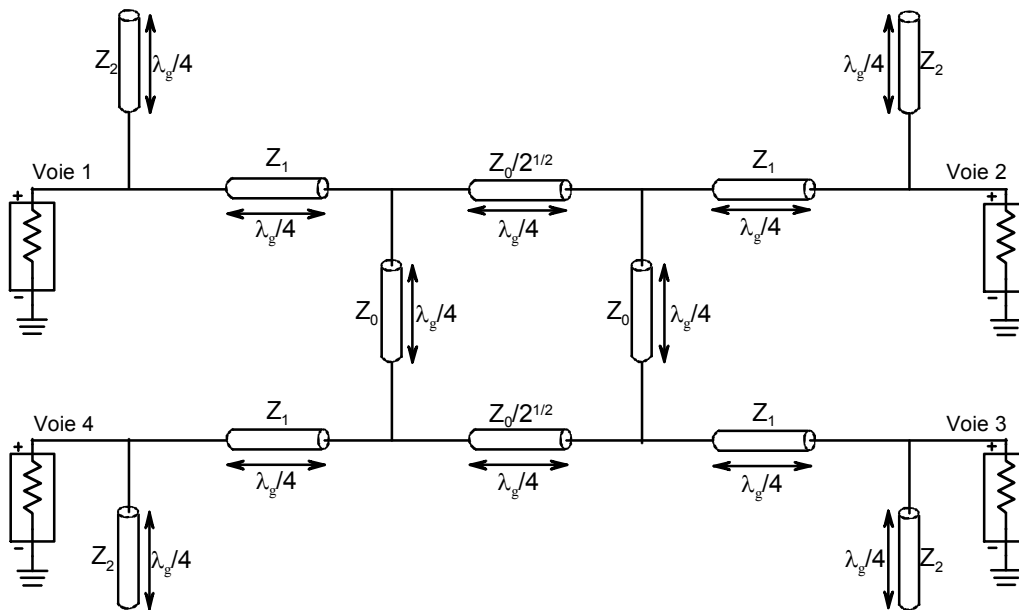 Z₂ λg/4
λg/4 Z₂
Voie 1
Z₁
Z₀/2^1/2
Z₁
Voie 2
λg/4
λg/4
λg/4
+
-
+
-
Z₀ λg/4
Z₀ λg/4
Voie 4
Z₁
Z₀/2^1/2
Z₁
Voie 3
λg/4
λg/4
λg/4
+
-
+
-
Z₂ λg/4
λg/4 Z₂